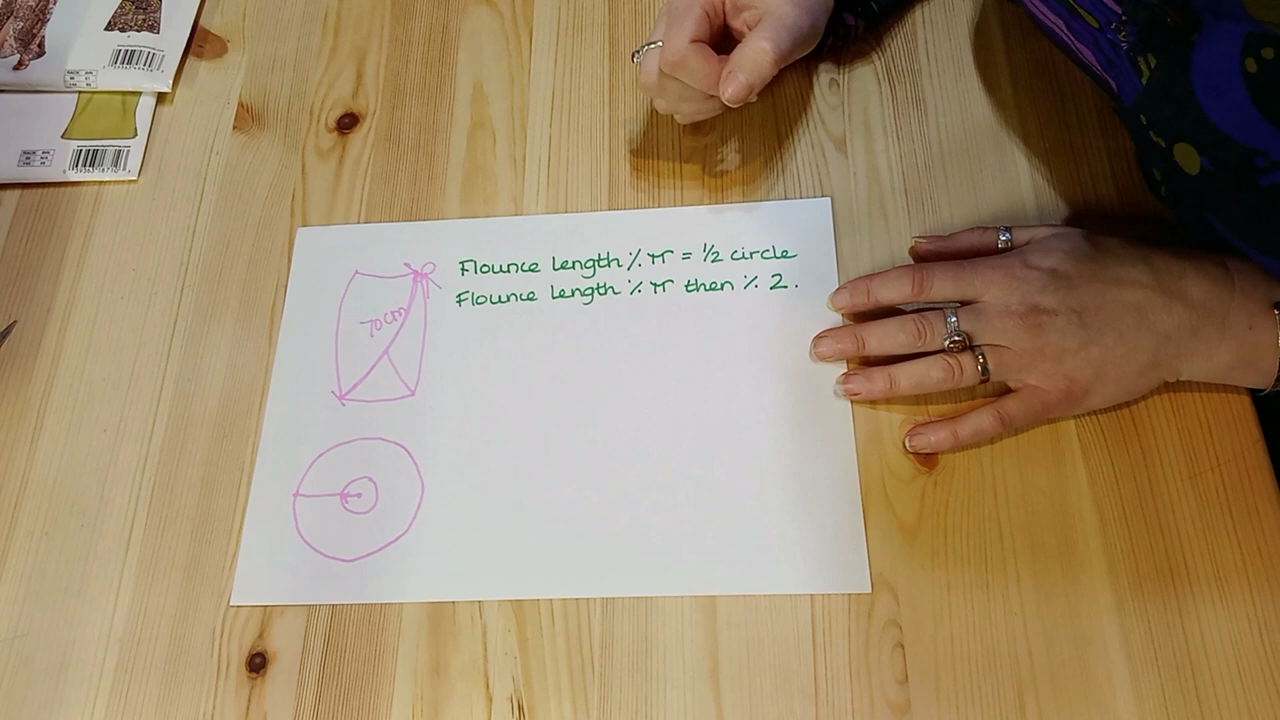 Flounce length ٪ π = 1/2 circle
Flounce length ٪ π then ٪ 2.
70cm